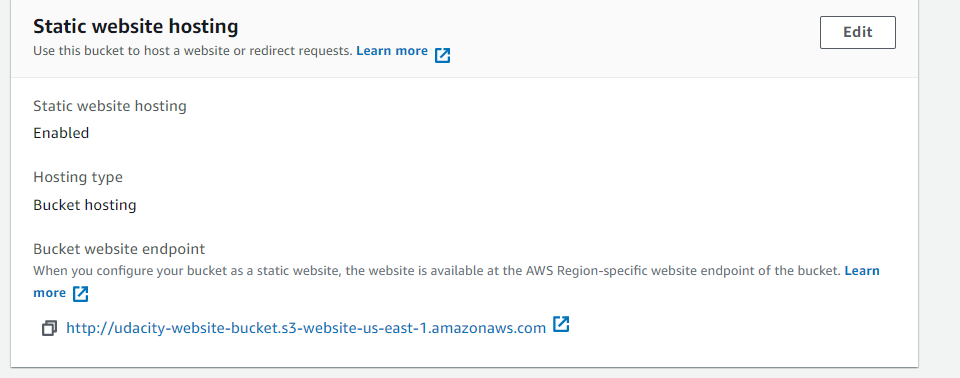 Static website hosting
Edit
Use this bucket to host a website or redirect requests. Learn more
Static website hosting
Enabled
Hosting type
Bucket hosting
Bucket website endpoint
When you configure your bucket as a static website, the website is available at the AWS Region-specific website endpoint of the bucket. Learn
more
http://udacity-website-bucket.s3-website-us-east-1.amazonaws.com